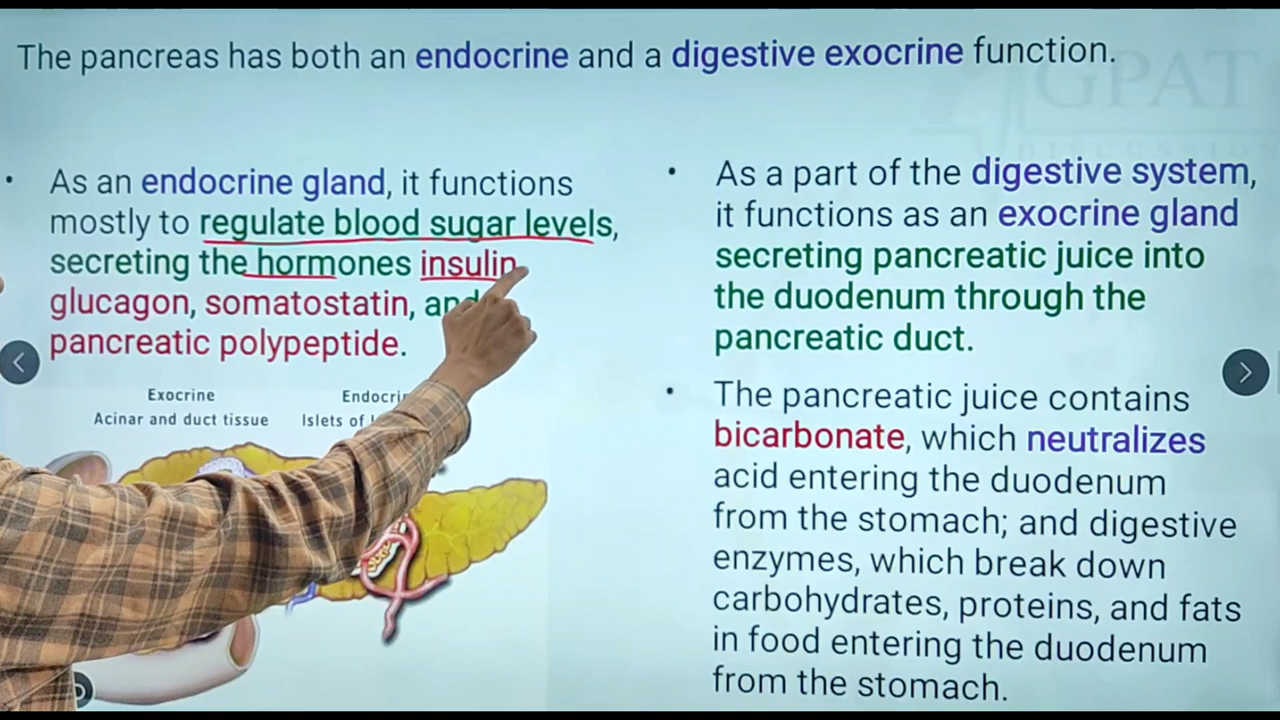 The pancreas has both an endocrine and a digestive exocrine function.
GPAT
DISCUSSION
• As an endocrine gland, it functions
mostly to regulate blood sugar levels,
secreting the hormones insulin
glucagon, somatostatin, and
pancreatic polypeptide.
Exocrine
Acinar and duct tissue
Endocri
Islets of
• As a part of the digestive system,
it functions as an exocrine gland
secreting pancreatic juice into
the duodenum through the
pancreatic duct.
• The pancreatic juice contains
bicarbonate, which neutralizes
acid entering the duodenum
from the stomach; and digestive
enzymes, which break down
carbohydrates, proteins, and fats
in food entering the duodenum
from the stomach.